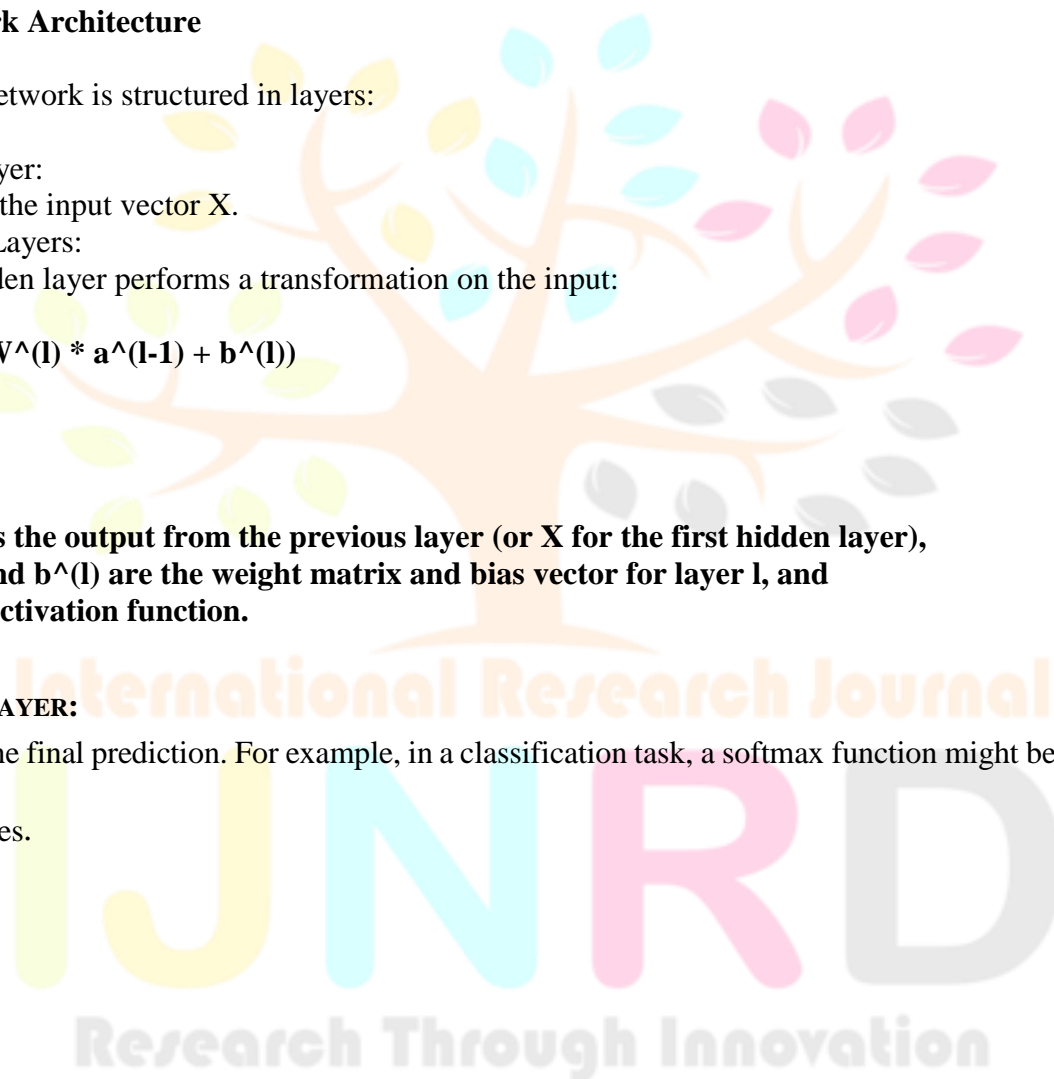 rk Architecture
etwork is structured in layers:
yer:
the input vector X.
Layers:
den layer performs a transformation on the input:
W^(l) * a^(l-1) + b^(l))
s the output from the previous layer (or X for the first hidden layer),
nd b^(l) are the weight matrix and bias vector for layer l, and
ctivation function.
International Research Journal
AYER:
he final prediction. For example, in a classification task, a softmax function might be
es.
IJNRD
Research Through Innovation